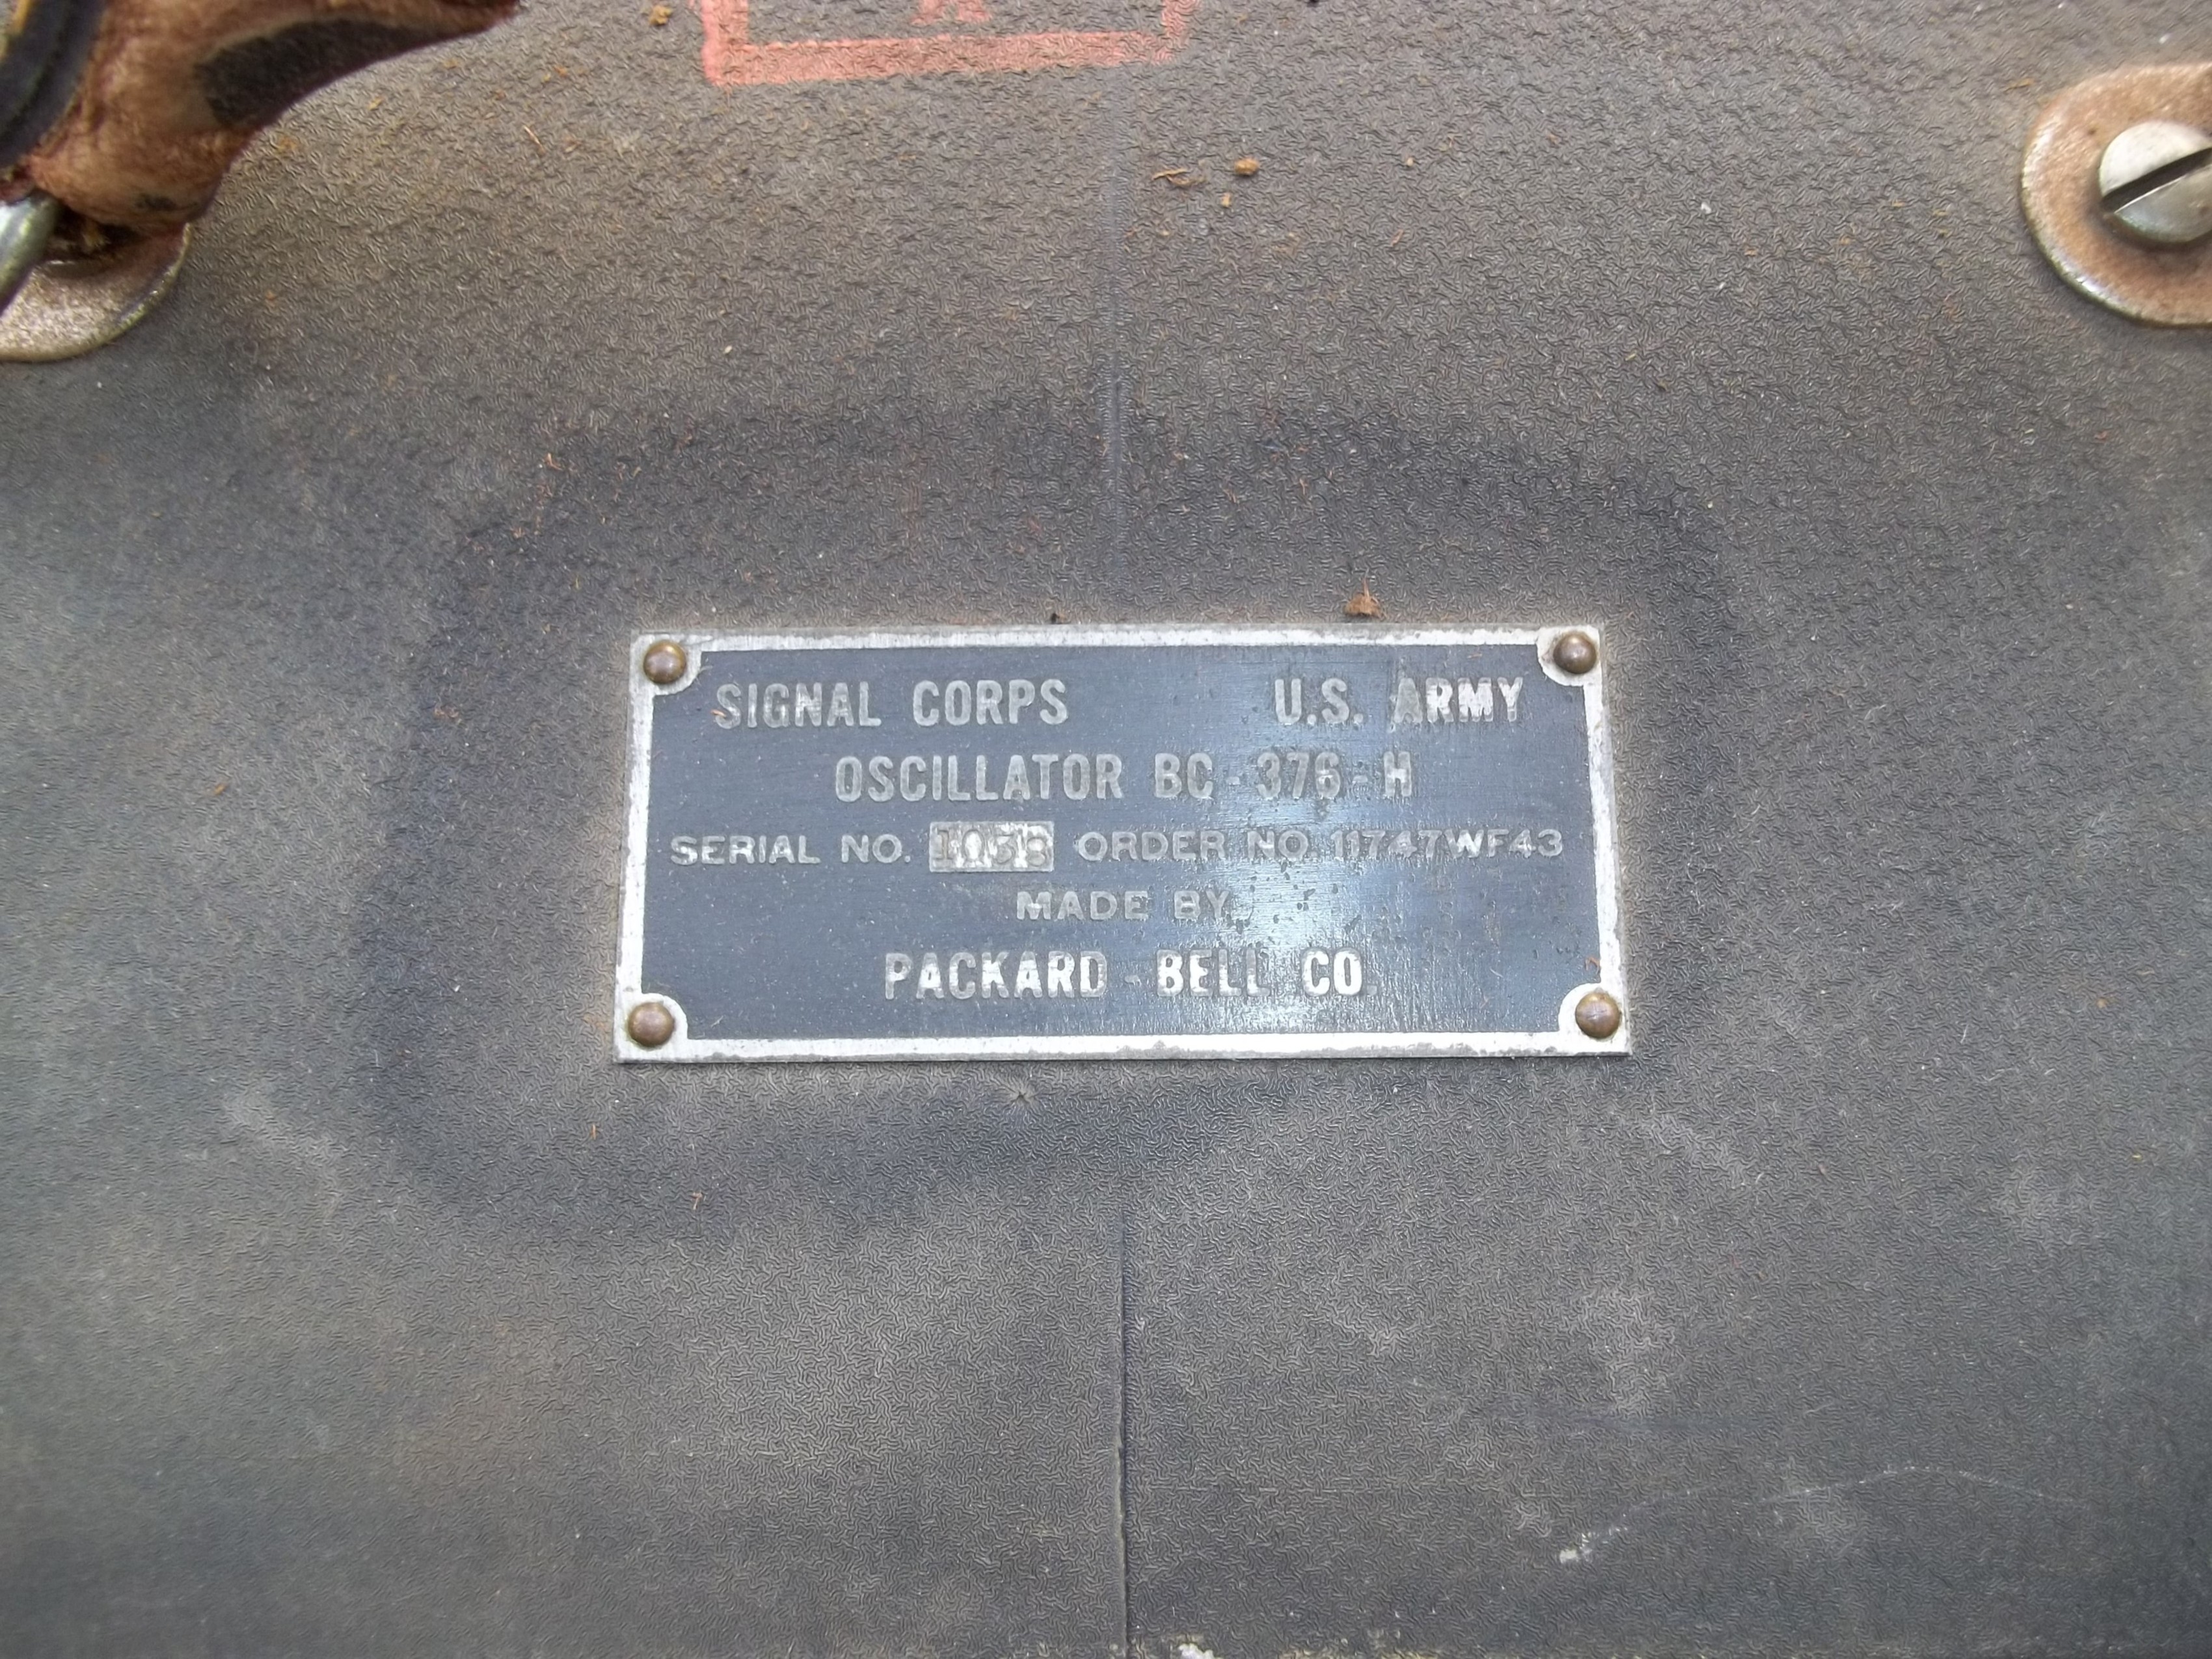 SIGNAL CORPS U.S. ARMY
OSCILLATOR BC-376-H
SERIAL NO. ORDER NO. 11747WF43
MADE BY
PACKARD-BELL CO.